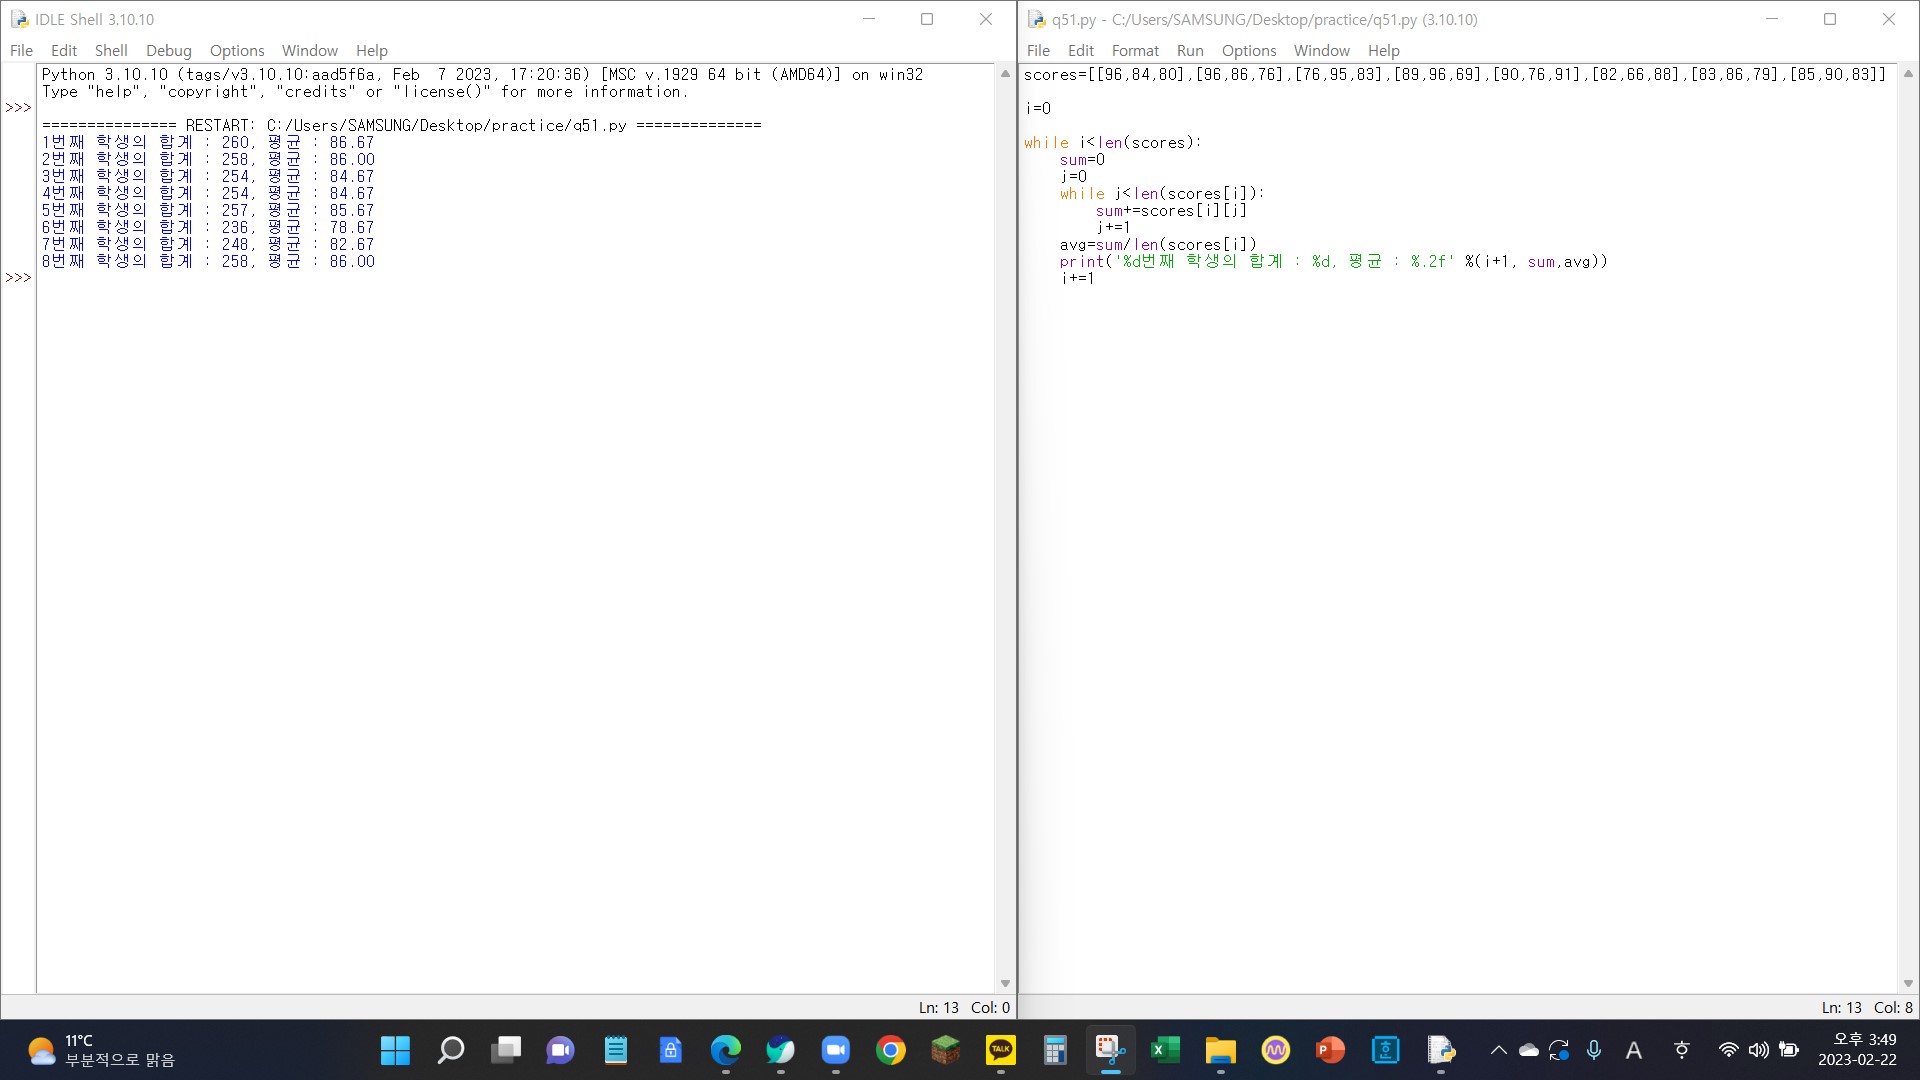 IDLE Shell 3.10.10
File Edit Shell Debug Options Window Help
Python 3.10.10 (tags/v3.10.10:aad5f6a, Feb  7 2023, 17:20:36) [MSC v.1929 64 bit (AMD64)] on win32
Type "help", "copyright", "credits" or "license()" for more information.
>>>
=============== RESTART: C:/Users/SAMSUNG/Desktop/practice/q51.py ==============
1번째 학생의 합계 : 260, 평균 : 86.67
2번째 학생의 합계 : 258, 평균 : 86.00
3번째 학생의 합계 : 254, 평균 : 84.67
4번째 학생의 합계 : 254, 평균 : 84.67
5번째 학생의 합계 : 257, 평균 : 85.67
6번째 학생의 합계 : 236, 평균 : 78.67
7번째 학생의 합계 : 248, 평균 : 82.67
8번째 학생의 합계 : 258, 평균 : 86.00
>>>
Ln: 13 Col: 0
q51.py - C:/Users/SAMSUNG/Desktop/practice/q51.py (3.10.10)
File Edit Format Run Options Window Help
scores=[[96,84,80],[96,86,76],[76,95,83],[89,96,69],[90,76,91],[82,66,88],[83,86,79],[85,90,83]]
i=0
while i<len(scores):
    sum=0
    j=0
    while j<len(scores[i]):
        sum+=scores[i][j]
        j+=1
    avg=sum/len(scores[i])
    print('%d번째 학생의 합계 : %d, 평균 : %.2f' %(i+1, sum,avg))
    i+=1
Ln: 13 Col: 8
11°C
부분적으로 맑음
TALK
A
오후 3:49
2023-02-22